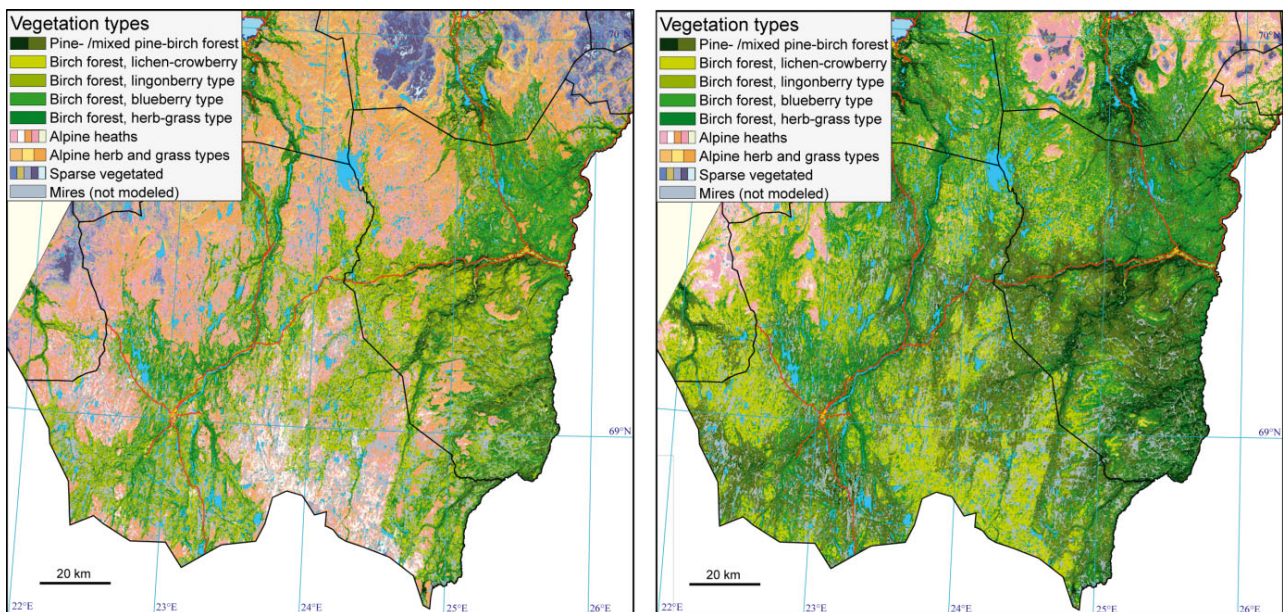 Vegetation types
Pine- /mixed pine-birch forest
Birch forest, lichen-crowberry
Birch forest, lingonberry type
Birch forest, blueberry type
Birch forest, herb-grass type
Alpine heaths
Alpine herb and grass types
Sparse vegetated
Mires (not modeled)
70°N
69°N
20 km
22°E
23°E
24°E
25°E
26°E
Vegetation types
Pine- /mixed pine-birch forest
Birch forest, lichen-crowberry
Birch forest, lingonberry type
Birch forest, blueberry type
Birch forest, herb-grass type
Alpine heaths
Alpine herb and grass types
Sparse vegetated
Mires (not modeled)
70°N
69°N
20 km
22°E
23°E
24°E
25°E
26°E